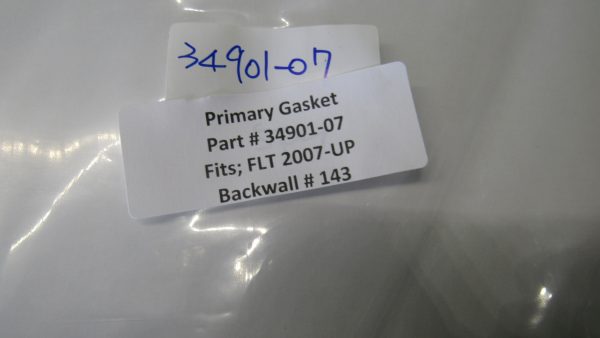 34901-07
Primary Gasket
Part # 34901-07
Fits; FLT 2007-UP
Backwall # 143